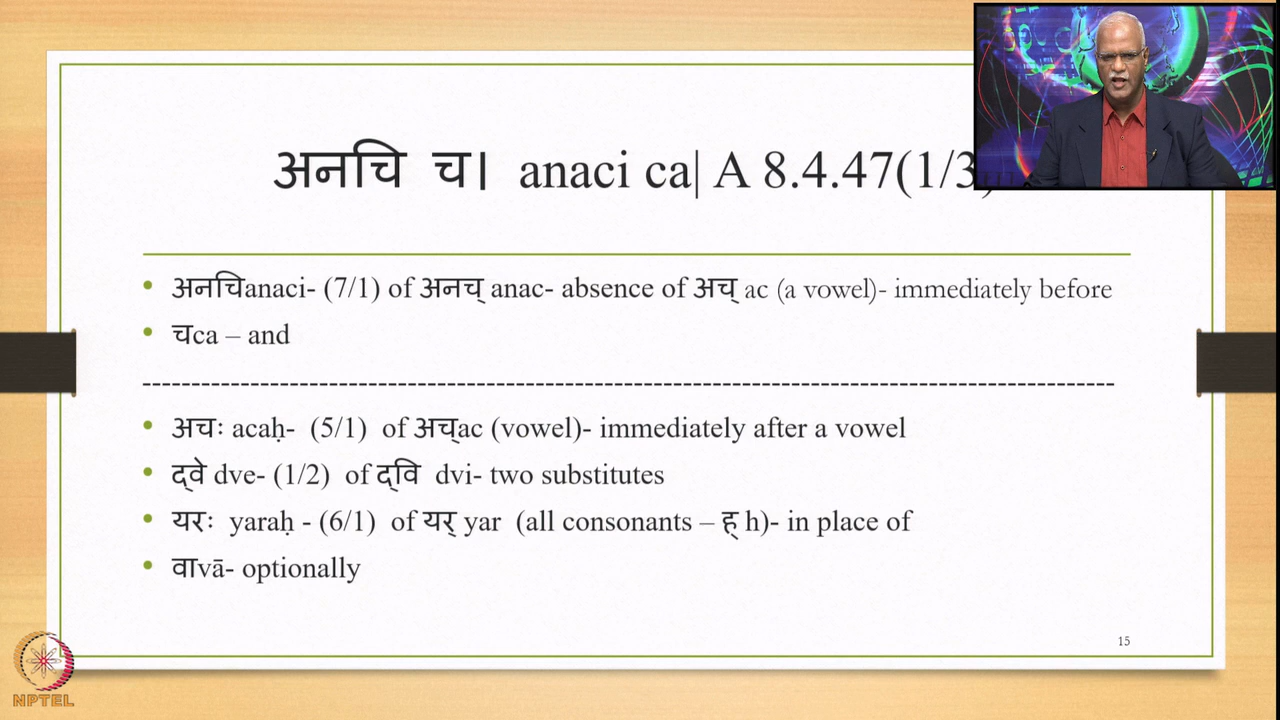 अनचि च। anaci ca| A 8.4.47(1/3)
• अनचिanaci- (7/1) of अनच् anac- absence of अच् ac (a vowel)- immediately before
• चca – and
--------------------------------------------------------------------------------------------
• अचः acaḥ- (5/1) of अच्ac (vowel)- immediately after a vowel
• द्वे dve- (1/2) of द्वि dvi- two substitutes
• यरः yaraḥ - (6/1) of यर् yar (all consonants – ह् h)- in place of
• वाvā- optionally
15
NPTEL